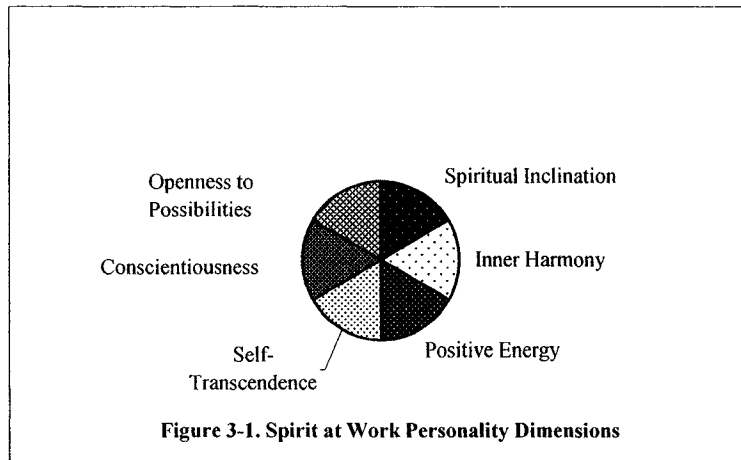 Openness to
Possibilities
Spiritual Inclination
Conscientiousness
Inner Harmony
Self-
Transcendence
Positive Energy
Figure 3-1. Spirit at Work Personality Dimensions